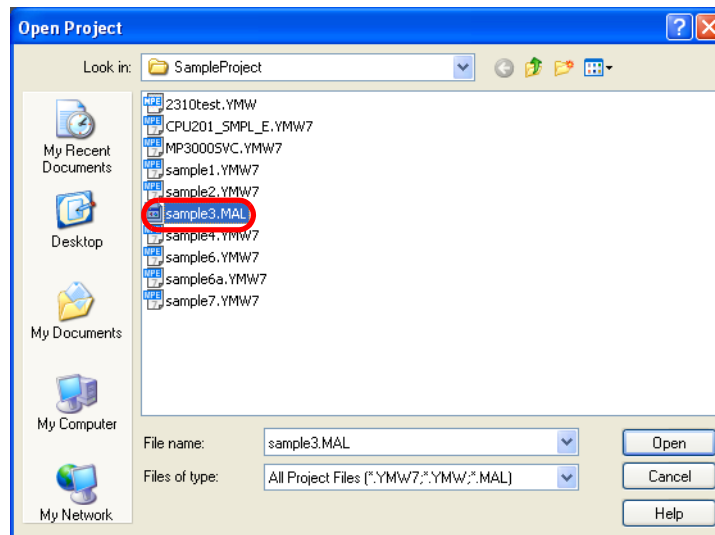 Open Project
Look in:
SampleProject
My Recent
Documents
Desktop
My Documents
My Computer
My Network
2310test.YMW
CPU201_SMPL_E.YMW7
MP3000SVC.YMW7
sample1.YMW7
sample2.YMW7
sample3.MAL
sample4.YMW7
sample6.YMW7
sample6a.YMW7
sample7.YMW7
File name:
sample3.MAL
Open
Files of type:
All Project Files (*.YMW7;*.YMW;*.MAL)
Cancel
Help